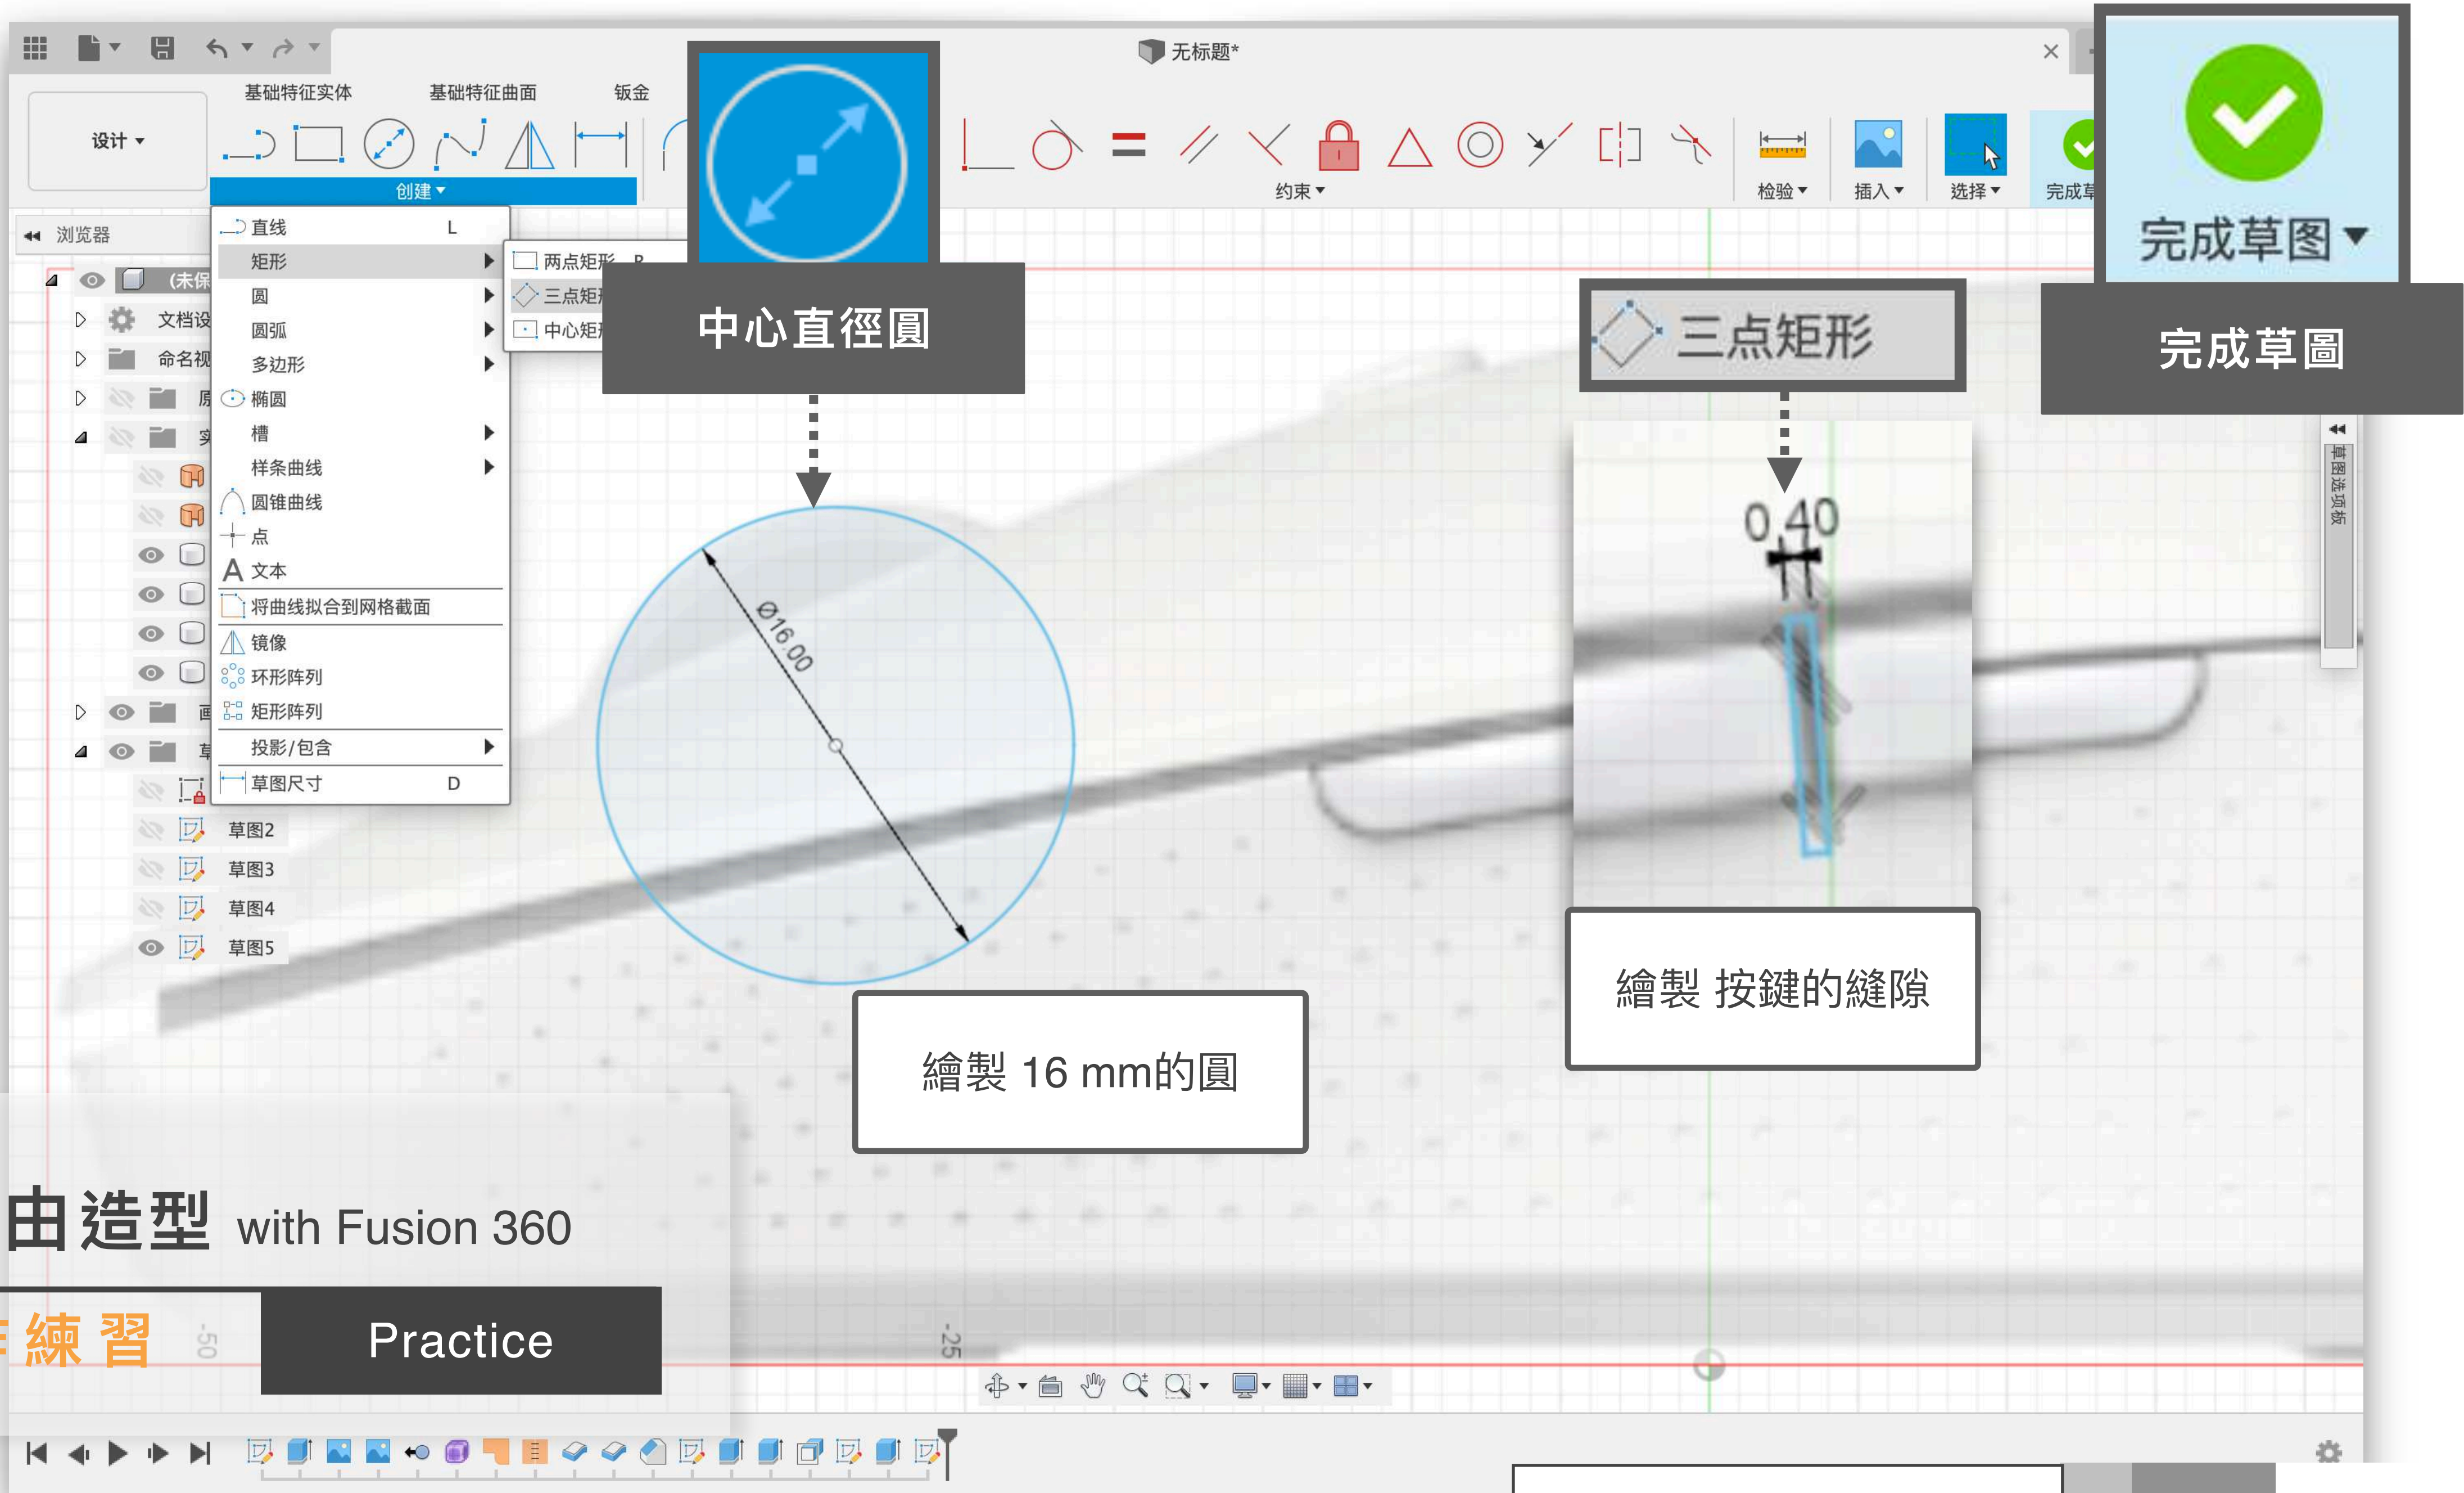 无标题*
基础特征实体
基础特征曲面
钣金
设计
创建
约束
检验
插入
选择
完成草
完成草图
完成草圖
浏览器
(未保
文档设
命名视
直线 L
矩形
圆
圆弧
多边形
椭圆
槽
样条曲线
圆锥曲线
点
文本
将曲线拟合到网格截面
镜像
环形阵列
矩形阵列
投影/包含
草图尺寸 D
两点矩形 R
三点矩
中心矩
中心直徑圓
三点矩形
草图选项板
0.40
Ø16.00
草图2
草图3
草图4
草图5
繪製 按鍵的縫隙
繪製 16 mm的圓
由造型 with Fusion 360
練習
Practice
-50
-25